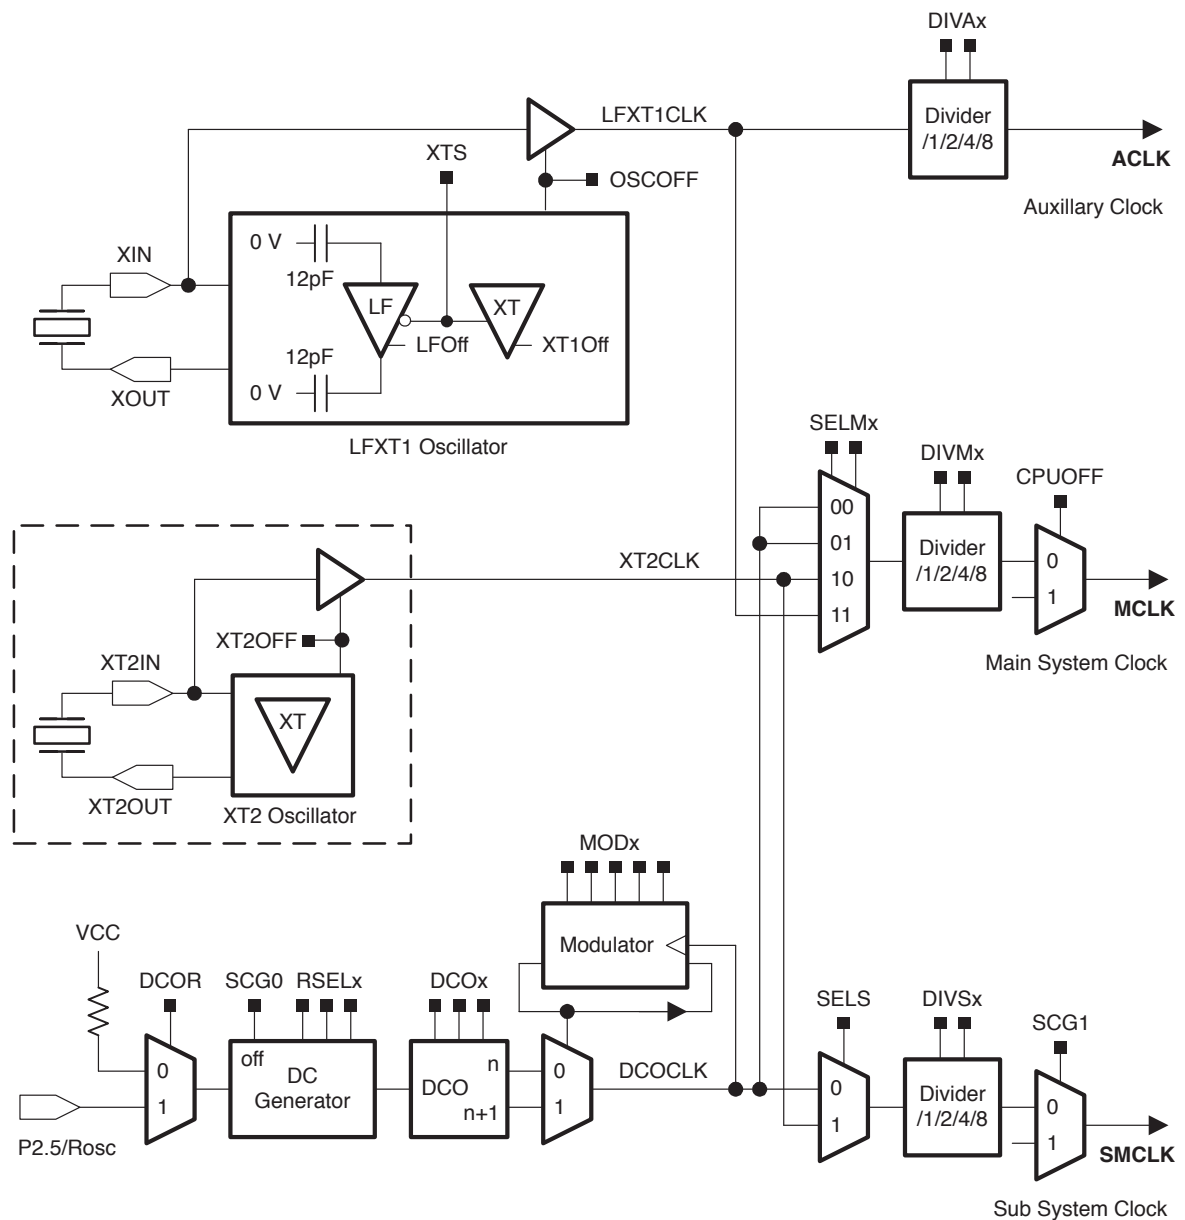 DIVAx
LFXT1CLK
Divider
/1/2/4/8
ACLK
Auxillary Clock
XTS
OSCOFF
XIN
0 V
12pF
LF
XT
LFOff
XT1Off
12pF
0 V
XOUT
LFXT1 Oscillator
SELMx
DIVMx
CPUOFF
00
01
10
11
Divider
/1/2/4/8
0
1
MCLK
Main System Clock
XT2CLK
XT2OFF
XT2IN
XT
XT2OUT
XT2 Oscillator
MODx
Modulator
VCC
DCOR
SCG0
RSELx
DCOx
0
1
off
DC
Generator
DCO
n
n+1
0
1
DCOCLK
P2.5/Rosc
SELS
DIVSx
SCG1
0
1
Divider
/1/2/4/8
0
1
SMCLK
Sub System Clock